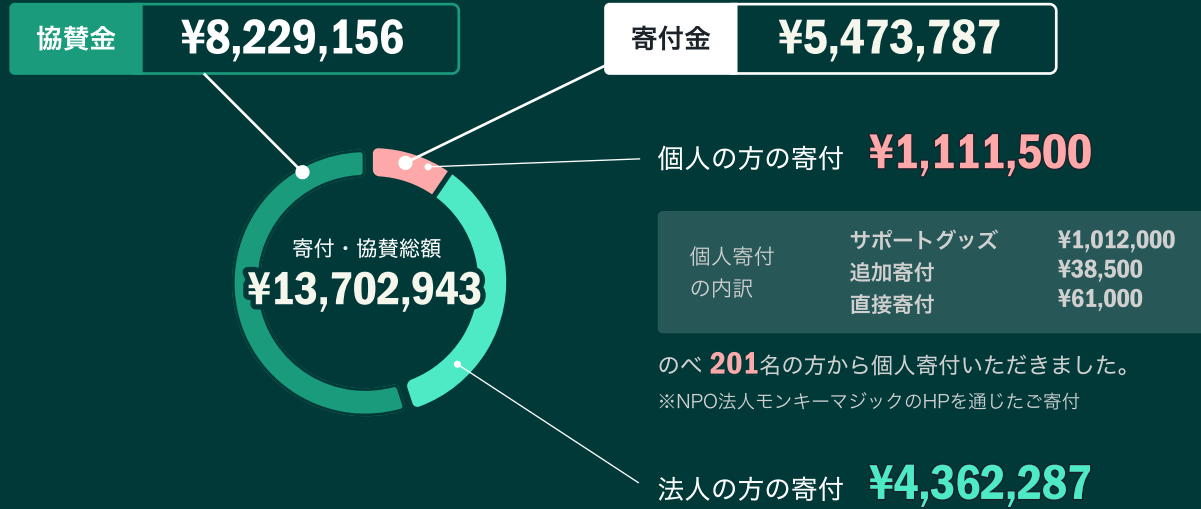 協賛金 ¥8,229,156
寄付金 ¥5,473,787
寄付・協賛総額
¥13,702,943
個人の方の寄付 ¥1,111,500
個人寄付
の内訳
サポートグッズ ¥1,012,000
追加寄付 ¥38,500
直接寄付 ¥61,000
のべ 201名の方から個人寄付いただきました。
※NPO法人モンキーマジックのHPを通じたご寄付
法人の方の寄付 ¥4,362,287